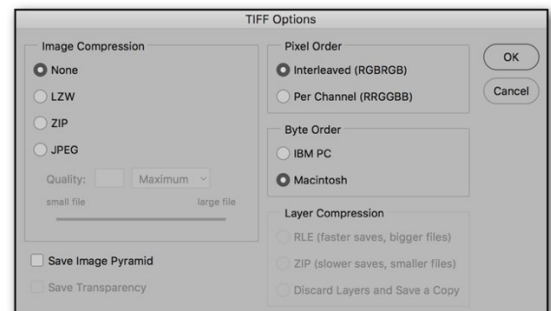 TIFF Options
Image Compression
None
LZW
ZIP
JPEG
Quality: Maximum
small file large file
Save Image Pyramid
Save Transparency
Pixel Order
Interleaved (RGBRGB)
Per Channel (RRGGBB)
Byte Order
IBM PC
Macintosh
Layer Compression
RLE (faster saves, bigger files)
ZIP (slower saves, smaller files)
Discard Layers and Save a Copy
OK
Cancel